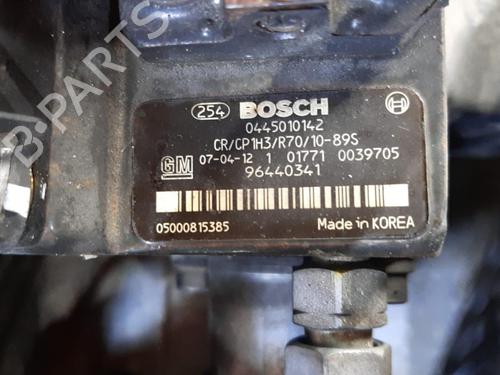 B-PARTS
254 BOSCH
0445010142
CR/CP1H3/R70/10-89S
GM 07-04-12 1 01771 0039705
96440341
05000815385 Made in KOREA